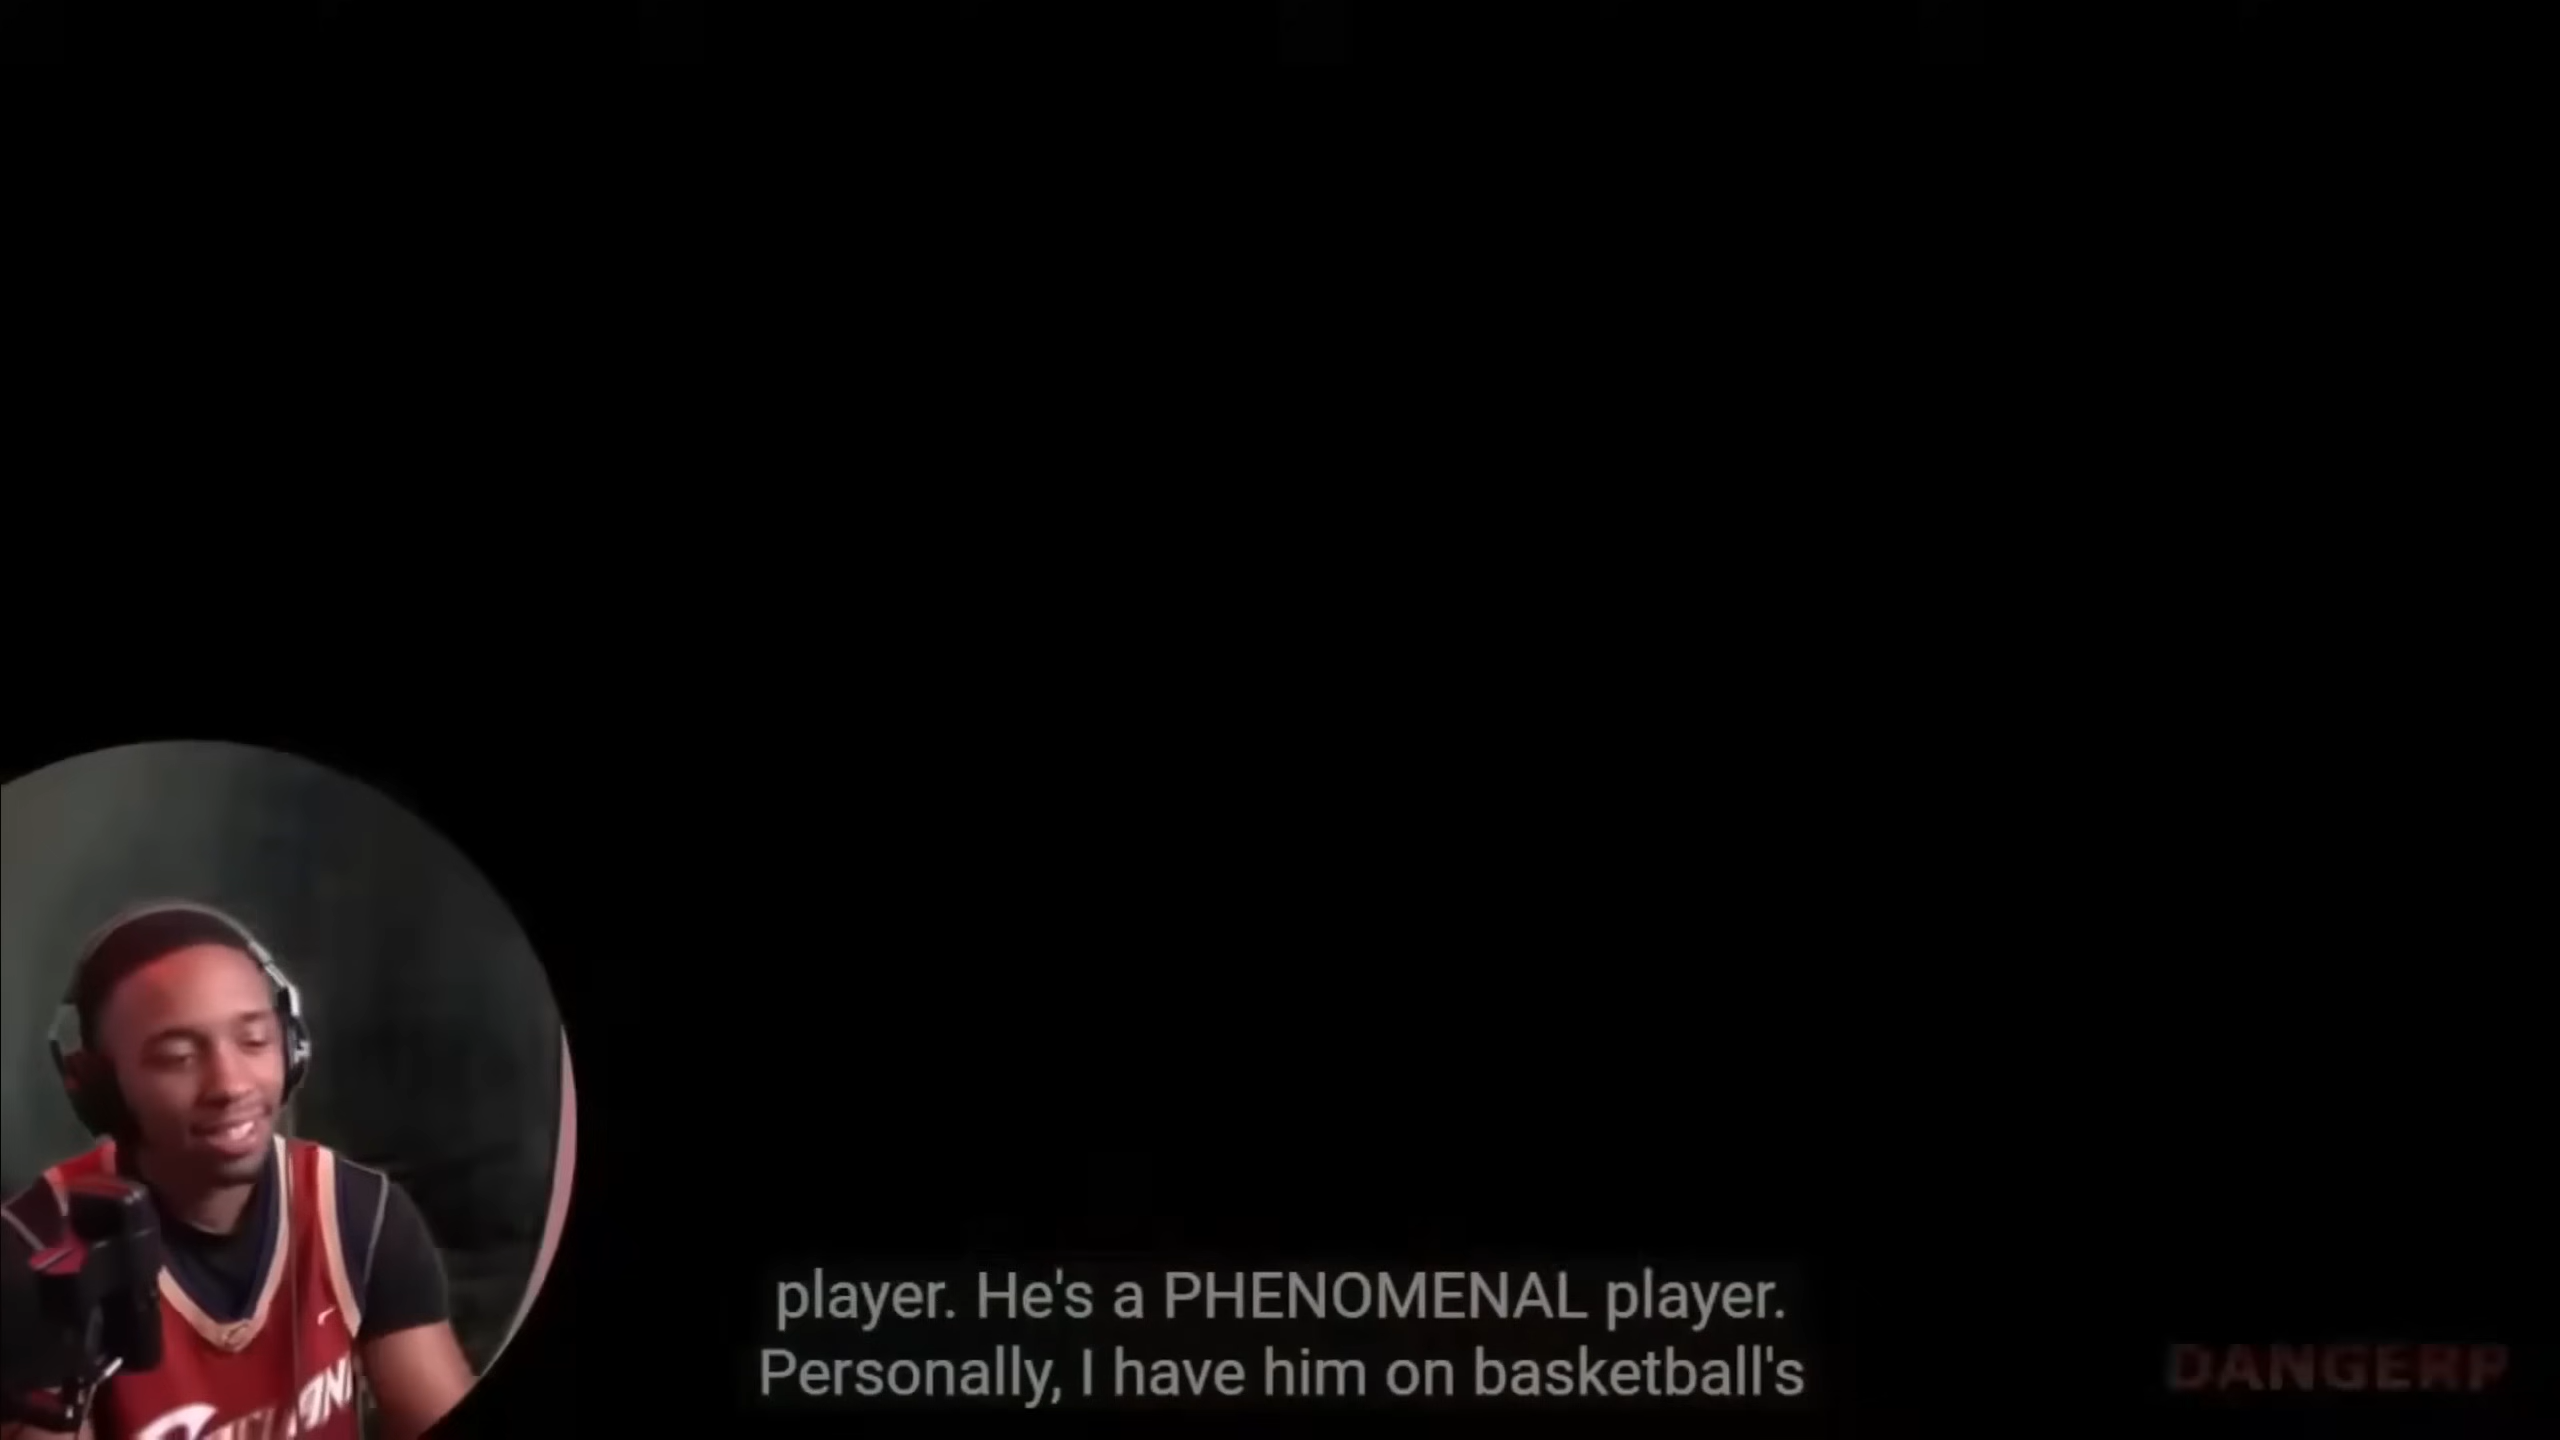 player. He's a PHENOMENAL player.
Personally, I have him on basketball's
DANGERP